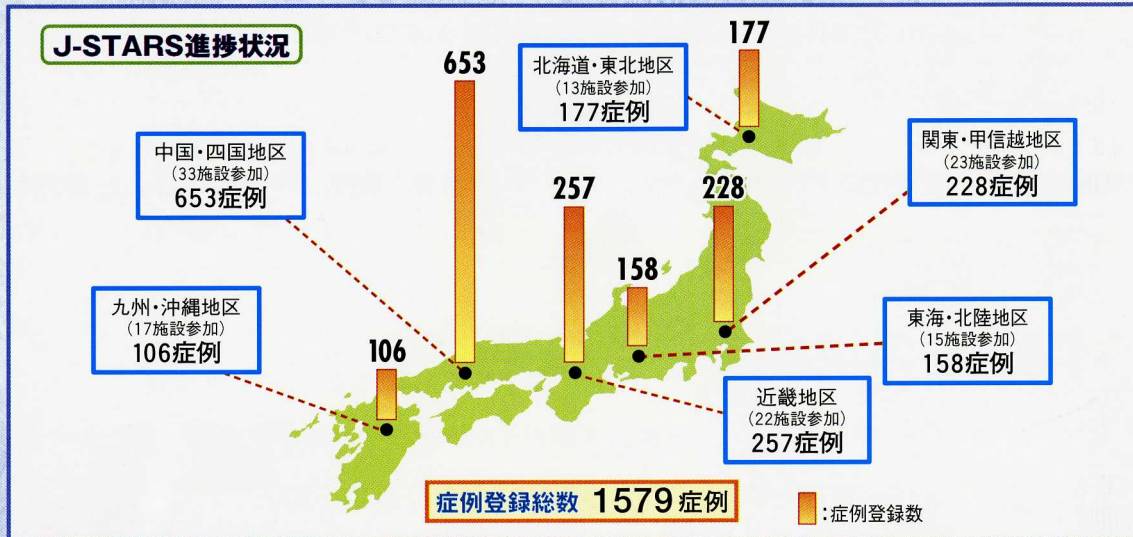 J-STARS進捗状況
653
177
北海道・東北地区
(13施設参加)
177症例
中国・四国地区
(33施設参加)
653症例
257
228
関東・甲信越地区
(23施設参加)
228症例
158
九州・沖縄地区
(17施設参加)
106症例
106
東海・北陸地区
(15施設参加)
158症例
近畿地区
(22施設参加)
257症例
症例登録総数 1579症例
:症例登録数